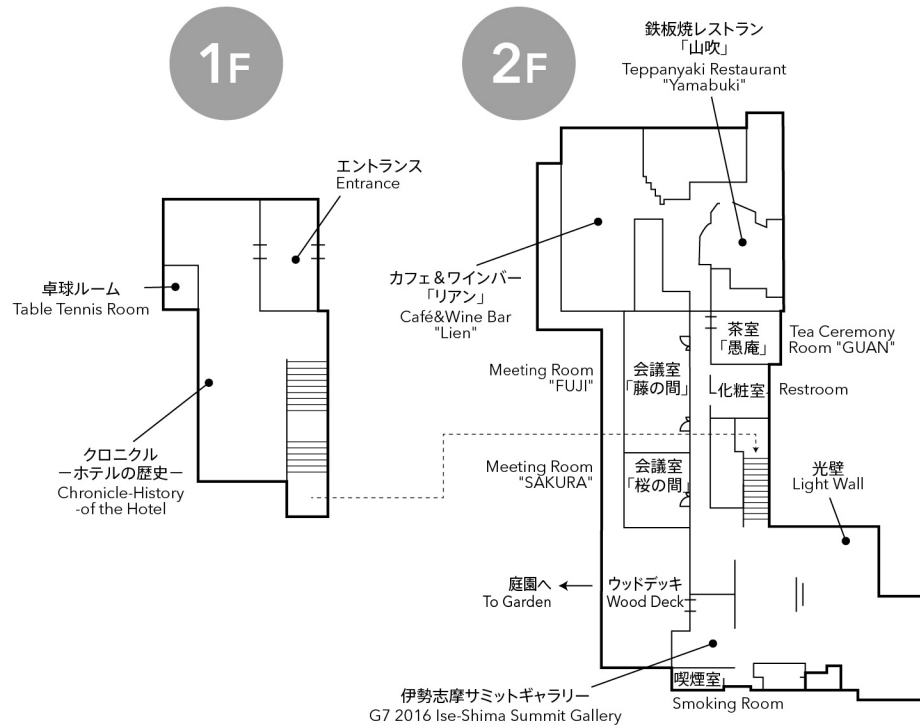 1F
2F
エントランス
Entrance
卓球ルーム
Table Tennis Room
クロニクル
－ホテルの歴史－
Chronicle-History
-of the Hotel
鉄板焼レストラン
「山吹」
Teppanyaki Restaurant
"Yamabuki"
カフェ＆ワインバー
「リアン」
Café&Wine Bar
"Lien"
茶室
「愚庵」
Tea Ceremony
Room "GUAN"
Meeting Room
"FUJI"
会議室
「藤の間」
化粧室
Restroom
Meeting Room
"SAKURA"
会議室
「桜の間」
光壁
Light Wall
庭園へ
To Garden
ウッドデッキ
Wood Deck
伊勢志摩サミットギャラリー
G7 2016 Ise-Shima Summit Gallery
喫煙室
Smoking Room